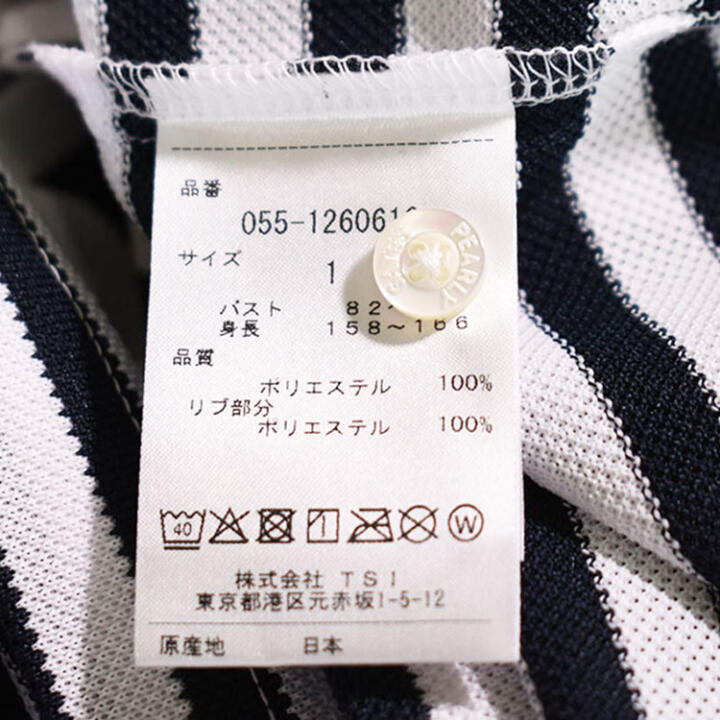 品番
055-126061
サイズ
1
バスト 82
身長 158~166
品質
ポリエステル 100%
リブ部分
ポリエステル 100%
40
W
株式会社 TSI
東京都港区元赤坂1-5-12
原産地 日本
PEARLY